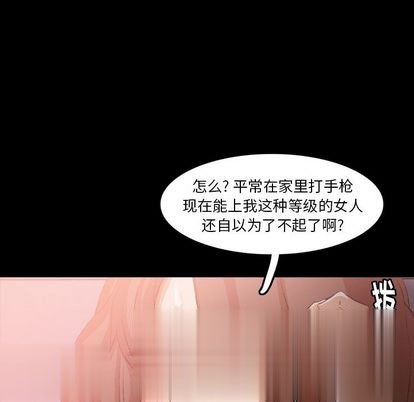 怎么? 平常在家里打手枪
现在能上我这种等级的女人
还自以为了不起了啊?
拨